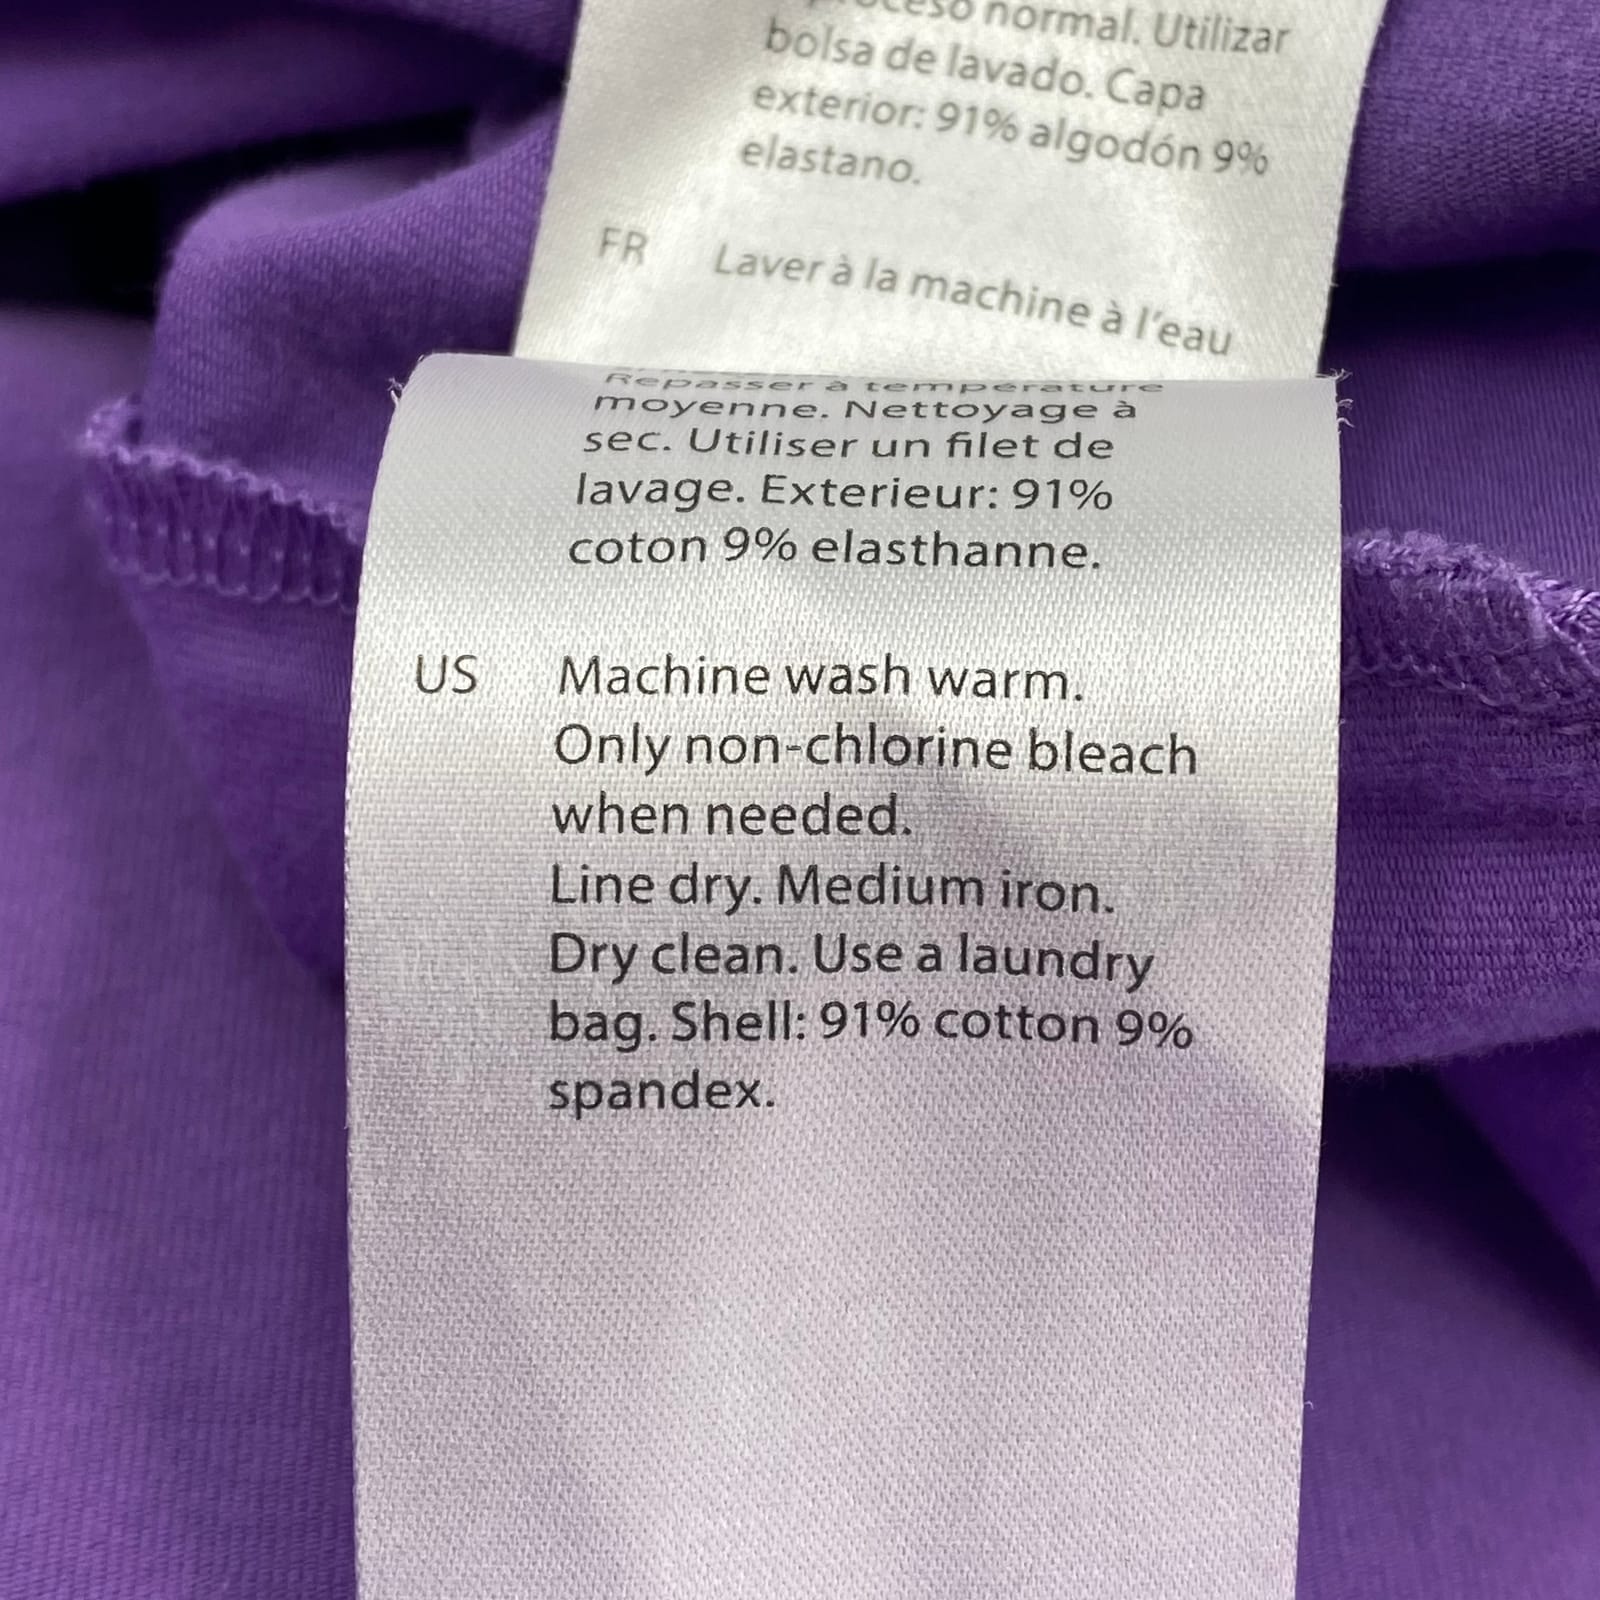 proceso normal. Utilizar
bolsa de lavado. Capa
exterior: 91% algodón 9%
elastano.
FR Laver à la machine à l'eau
Repasser à température
moyenne. Nettoyage à
sec. Utiliser un filet de
lavage. Exterieur: 91%
coton 9% elasthanne.
US Machine wash warm.
Only non-chlorine bleach
when needed.
Line dry. Medium iron.
Dry clean. Use a laundry
bag. Shell: 91% cotton 9%
spandex.